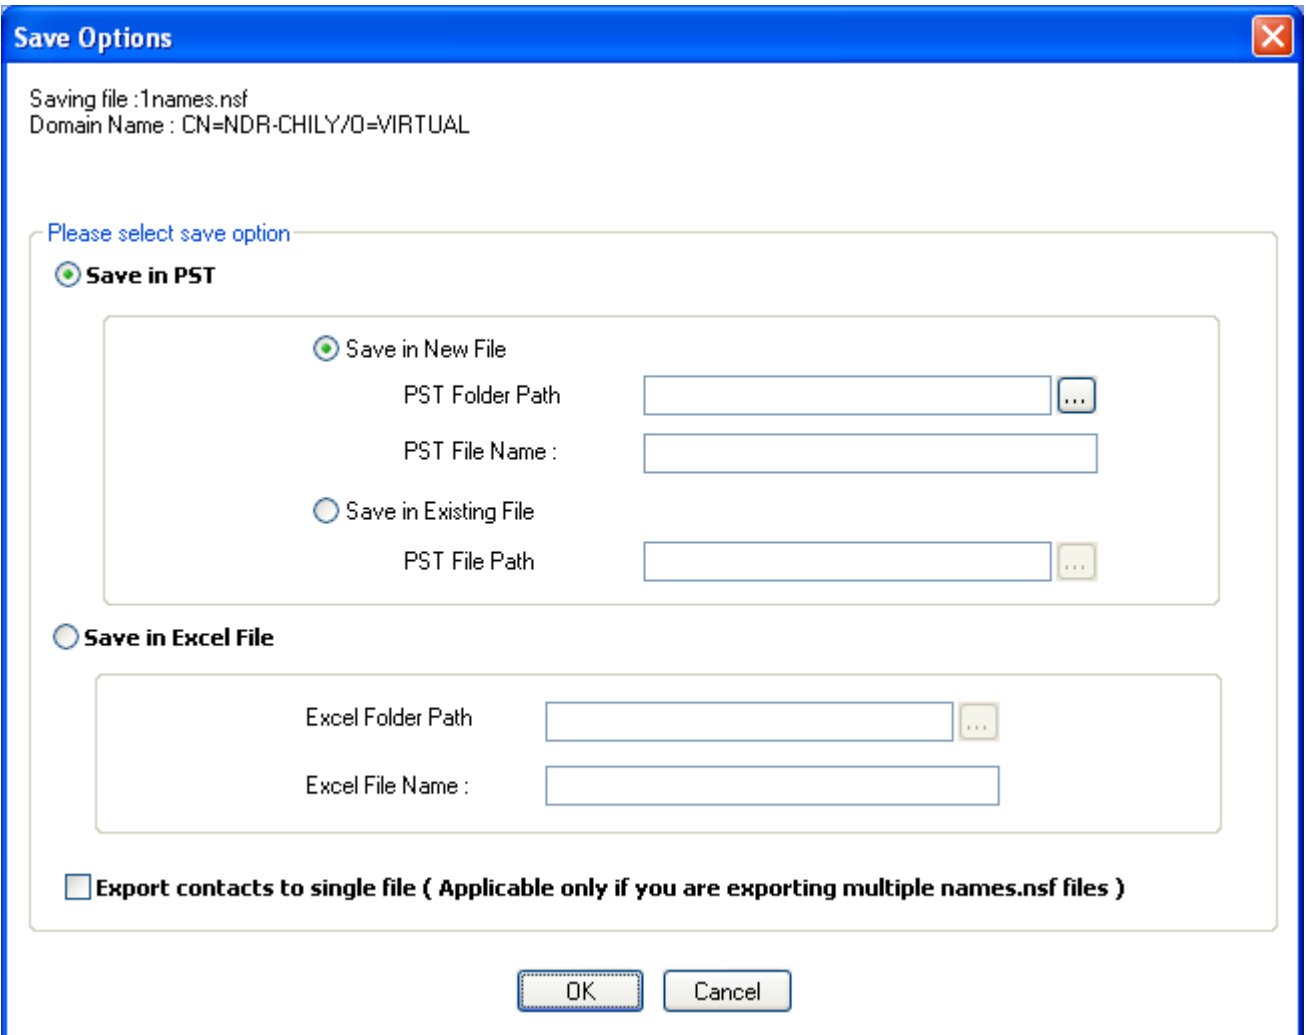 Save Options
Saving file :1names.nsf
Domain Name : CN=NDR-CHILY/O=VIRTUAL
Please select save option
Save in PST
Save in New File
PST Folder Path
...
PST File Name :
Save in Existing File
PST File Path
...
Save in Excel File
Excel Folder Path
...
Excel File Name :
Export contacts to single file ( Applicable only if you are exporting multiple names.nsf files )
OK
Cancel